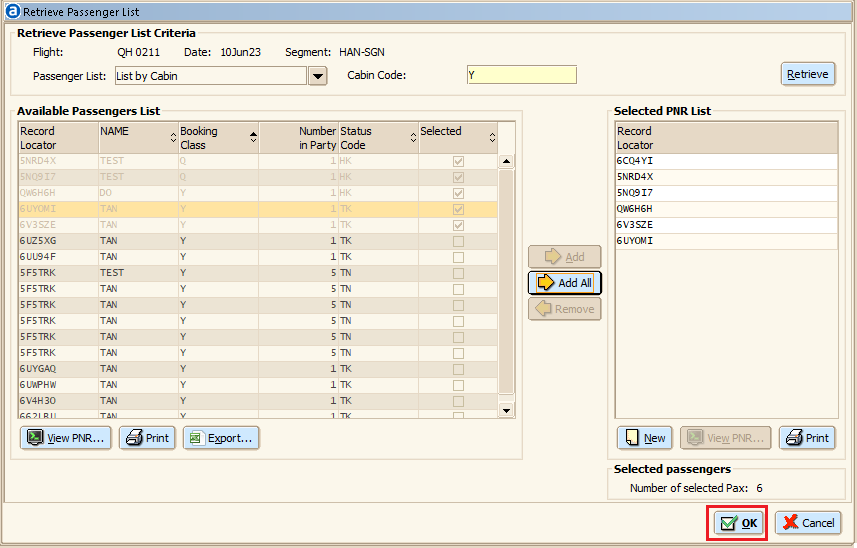 a Retrieve Passenger List
Retrieve Passenger List Criteria
Flight: QH 0211 Date: 10Jun23 Segment: HAN-SGN
Passenger List: List by Cabin Cabin Code: Y Retrieve
Available Passengers List
Record Locator NAME Booking Class Number in Party Status Code Selected
5NRD4X TEST Q 1 HK
5NQ9I7 TEST Q 1 HK
QW6H6H DO Q 1 HK
6UYOMI TAN Y 1 TK
6V3SZE TAN Y 1 TK
6UZ5XG TAN Y 1 TK
6UU94F TAN Y 1 TK
5F5TRK TEST Y 5 TN
5F5TRK TAN Y 5 TN
5F5TRK TAN Y 5 TN
5F5TRK TAN Y 5 TN
5F5TRK TAN Y 5 TN
5F5TRK TAN Y 5 TN
6UYGAQ TAN Y 1 TK
6UWPHW TAN Y 1 TK
6V4H3O TAN Y 1 TK
662LBU TAN Y 1 TK
View PNR... Print Export...
Add
Add All
Remove
Selected PNR List
Record Locator
6CQ4YI
5NRD4X
5NQ9I7
QW6H6H
6V3SZE
6UYOMI
New View PNR... Print
Selected passengers
Number of selected Pax: 6
OK Cancel